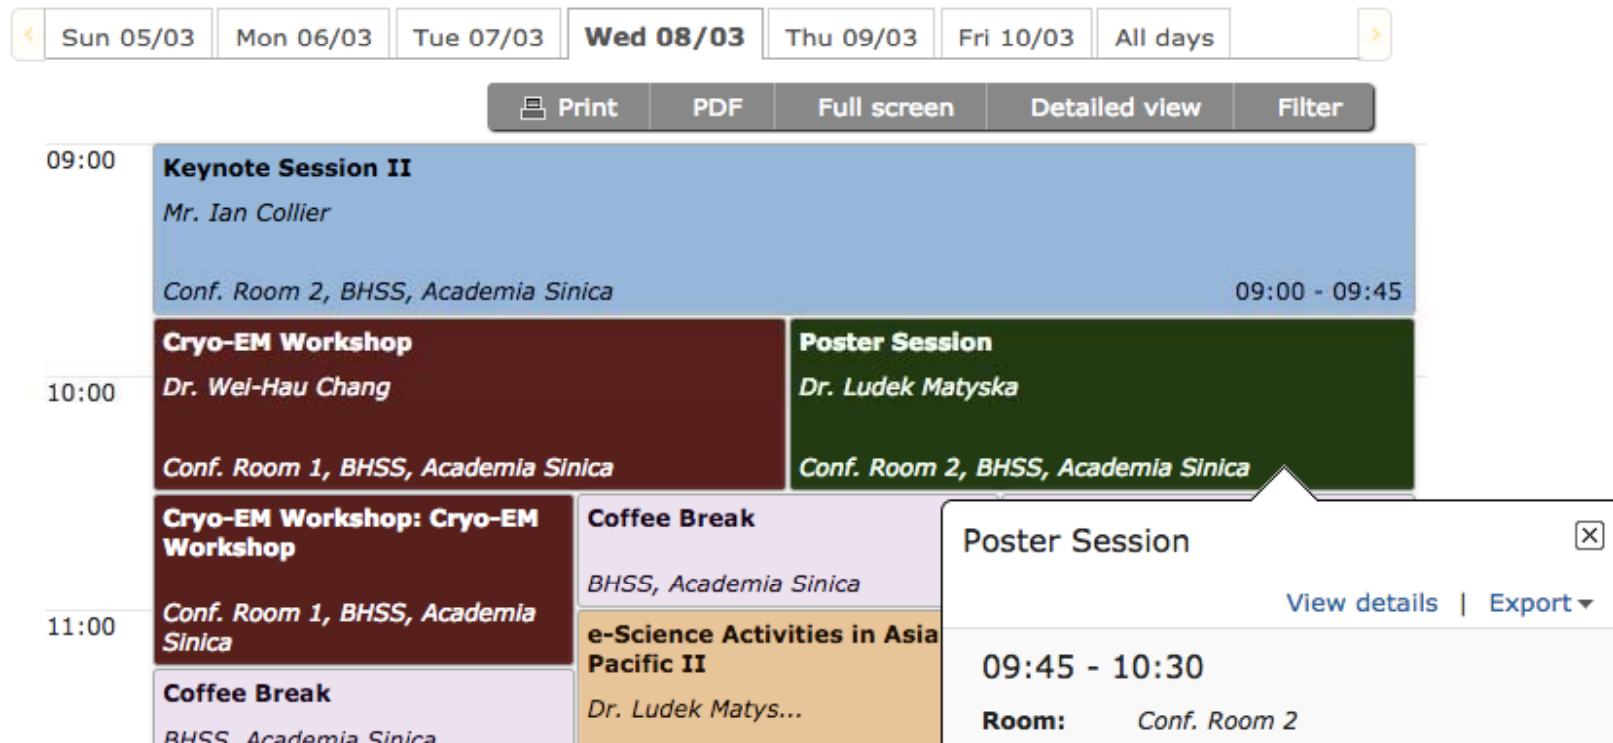 Sun 05/03 Mon 06/03 Tue 07/03 Wed 08/03 Thu 09/03 Fri 10/03 All days
Print PDF Full screen Detailed view Filter
09:00
Keynote Session II
Mr. Ian Collier
Conf. Room 2, BHSS, Academia Sinica 09:00 - 09:45
Cryo-EM Workshop
Dr. Wei-Hau Chang
Conf. Room 1, BHSS, Academia Sinica
Poster Session
Dr. Ludek Matyska
Conf. Room 2, BHSS, Academia Sinica
10:00
Cryo-EM Workshop: Cryo-EM
Workshop
Conf. Room 1, BHSS, Academia
Sinica
Coffee Break
BHSS, Academia Sinica
11:00
e-Science Activities in Asia
Pacific II
Dr. Ludek Matys...
Coffee Break
BHSS, Academia Sinica
Poster Session
View details | Export
09:45 - 10:30
Room: Conf. Room 2